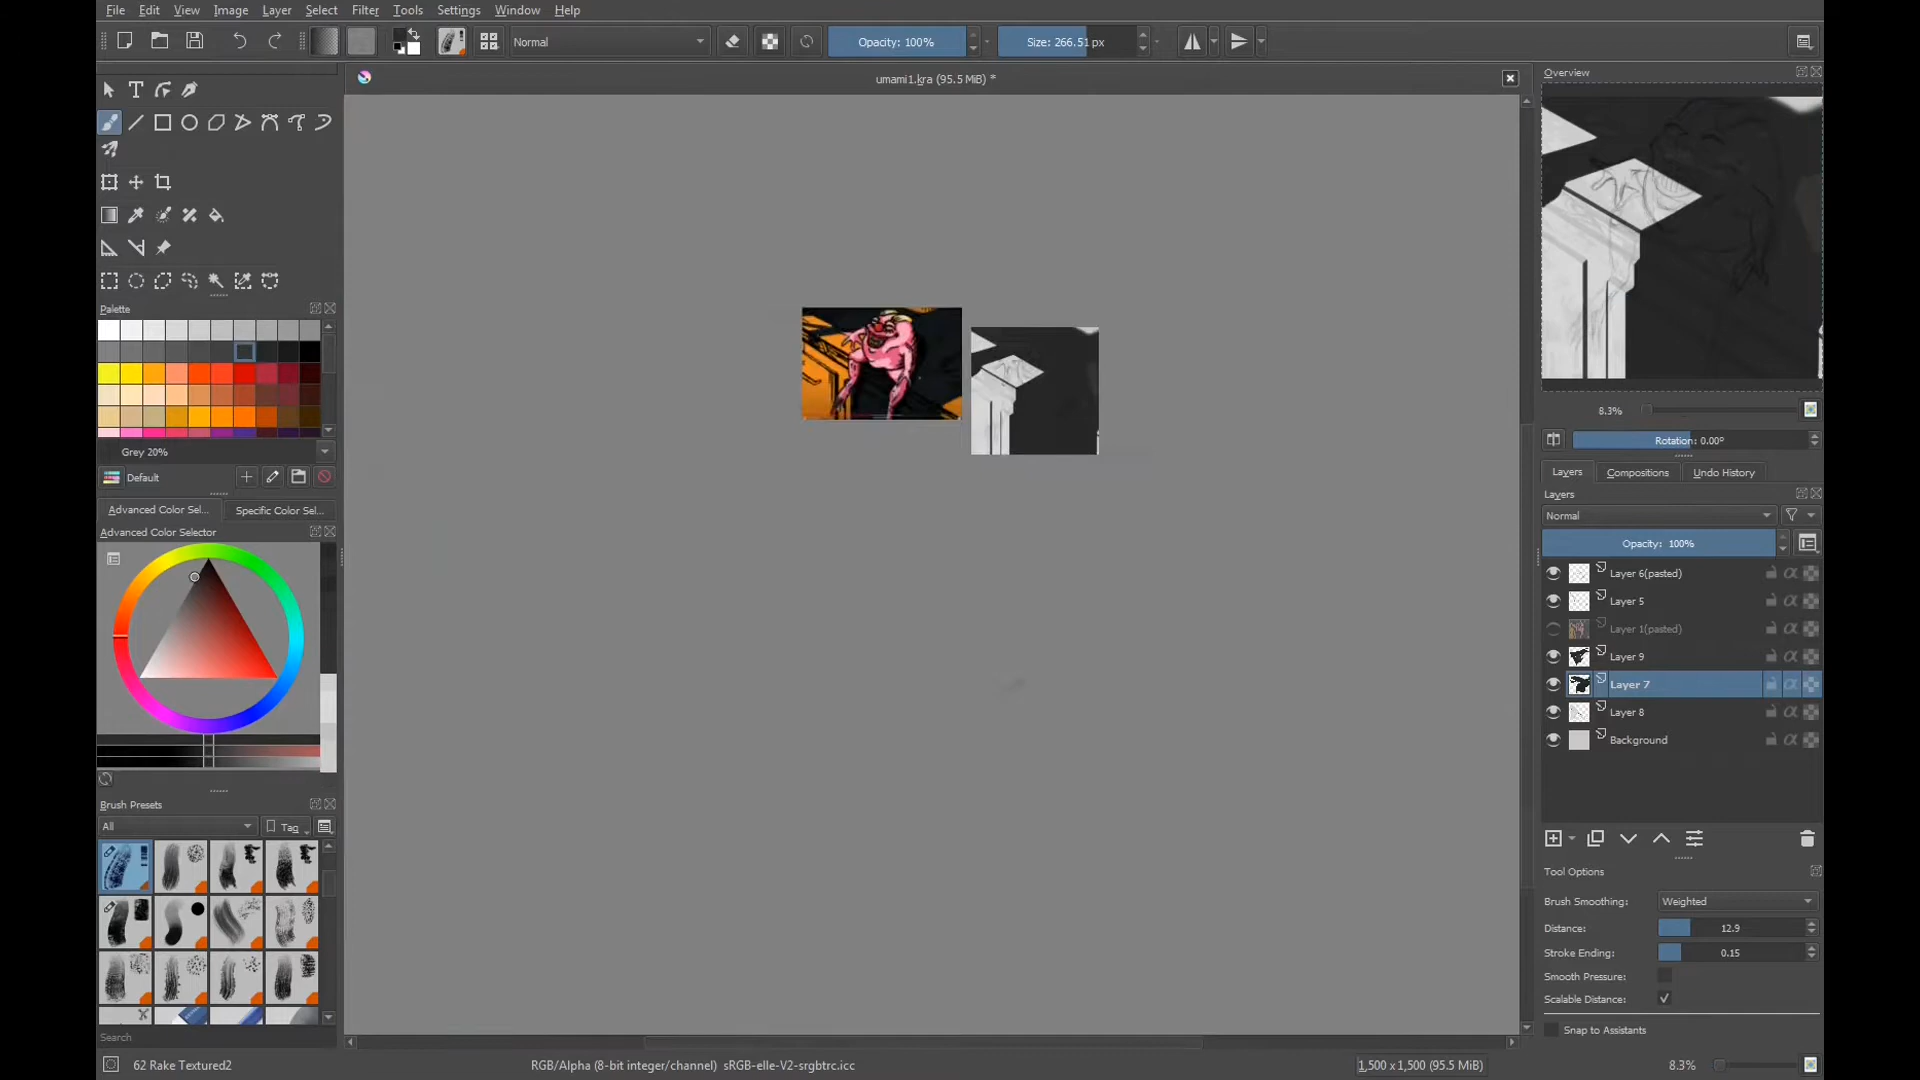 File Edit View Image Layer Select Filter Tools Settings Window Help
Normal
Opacity: 100%
Size: 266.51 px
umami1.kra (95.5 MiB) *
Overview
Palette
Grey 20%
Default
Advanced Color Sel...
Specific Color Sel...
Advanced Color Selector
Brush Presets
All
Tag
Search
62 Rake Textured2
RGB/Alpha (8-bit integer/channel) sRGB-elle-V2-srgbtrc.icc
1,500 x 1,500 (95.5 MiB)
8.3%
8.3%
Rotation: 0.00°
Layers
Compositions
Undo History
Layers
Normal
Opacity: 100%
Layer 6(pasted)
Layer 5
Layer 1(pasted)
Layer 9
Layer 7
Layer 8
Background
Tool Options
Brush Smoothing: Weighted
Distance: 12.9
Stroke Ending: 0.15
Smooth Pressure:
Scalable Distance:
Snap to Assistants